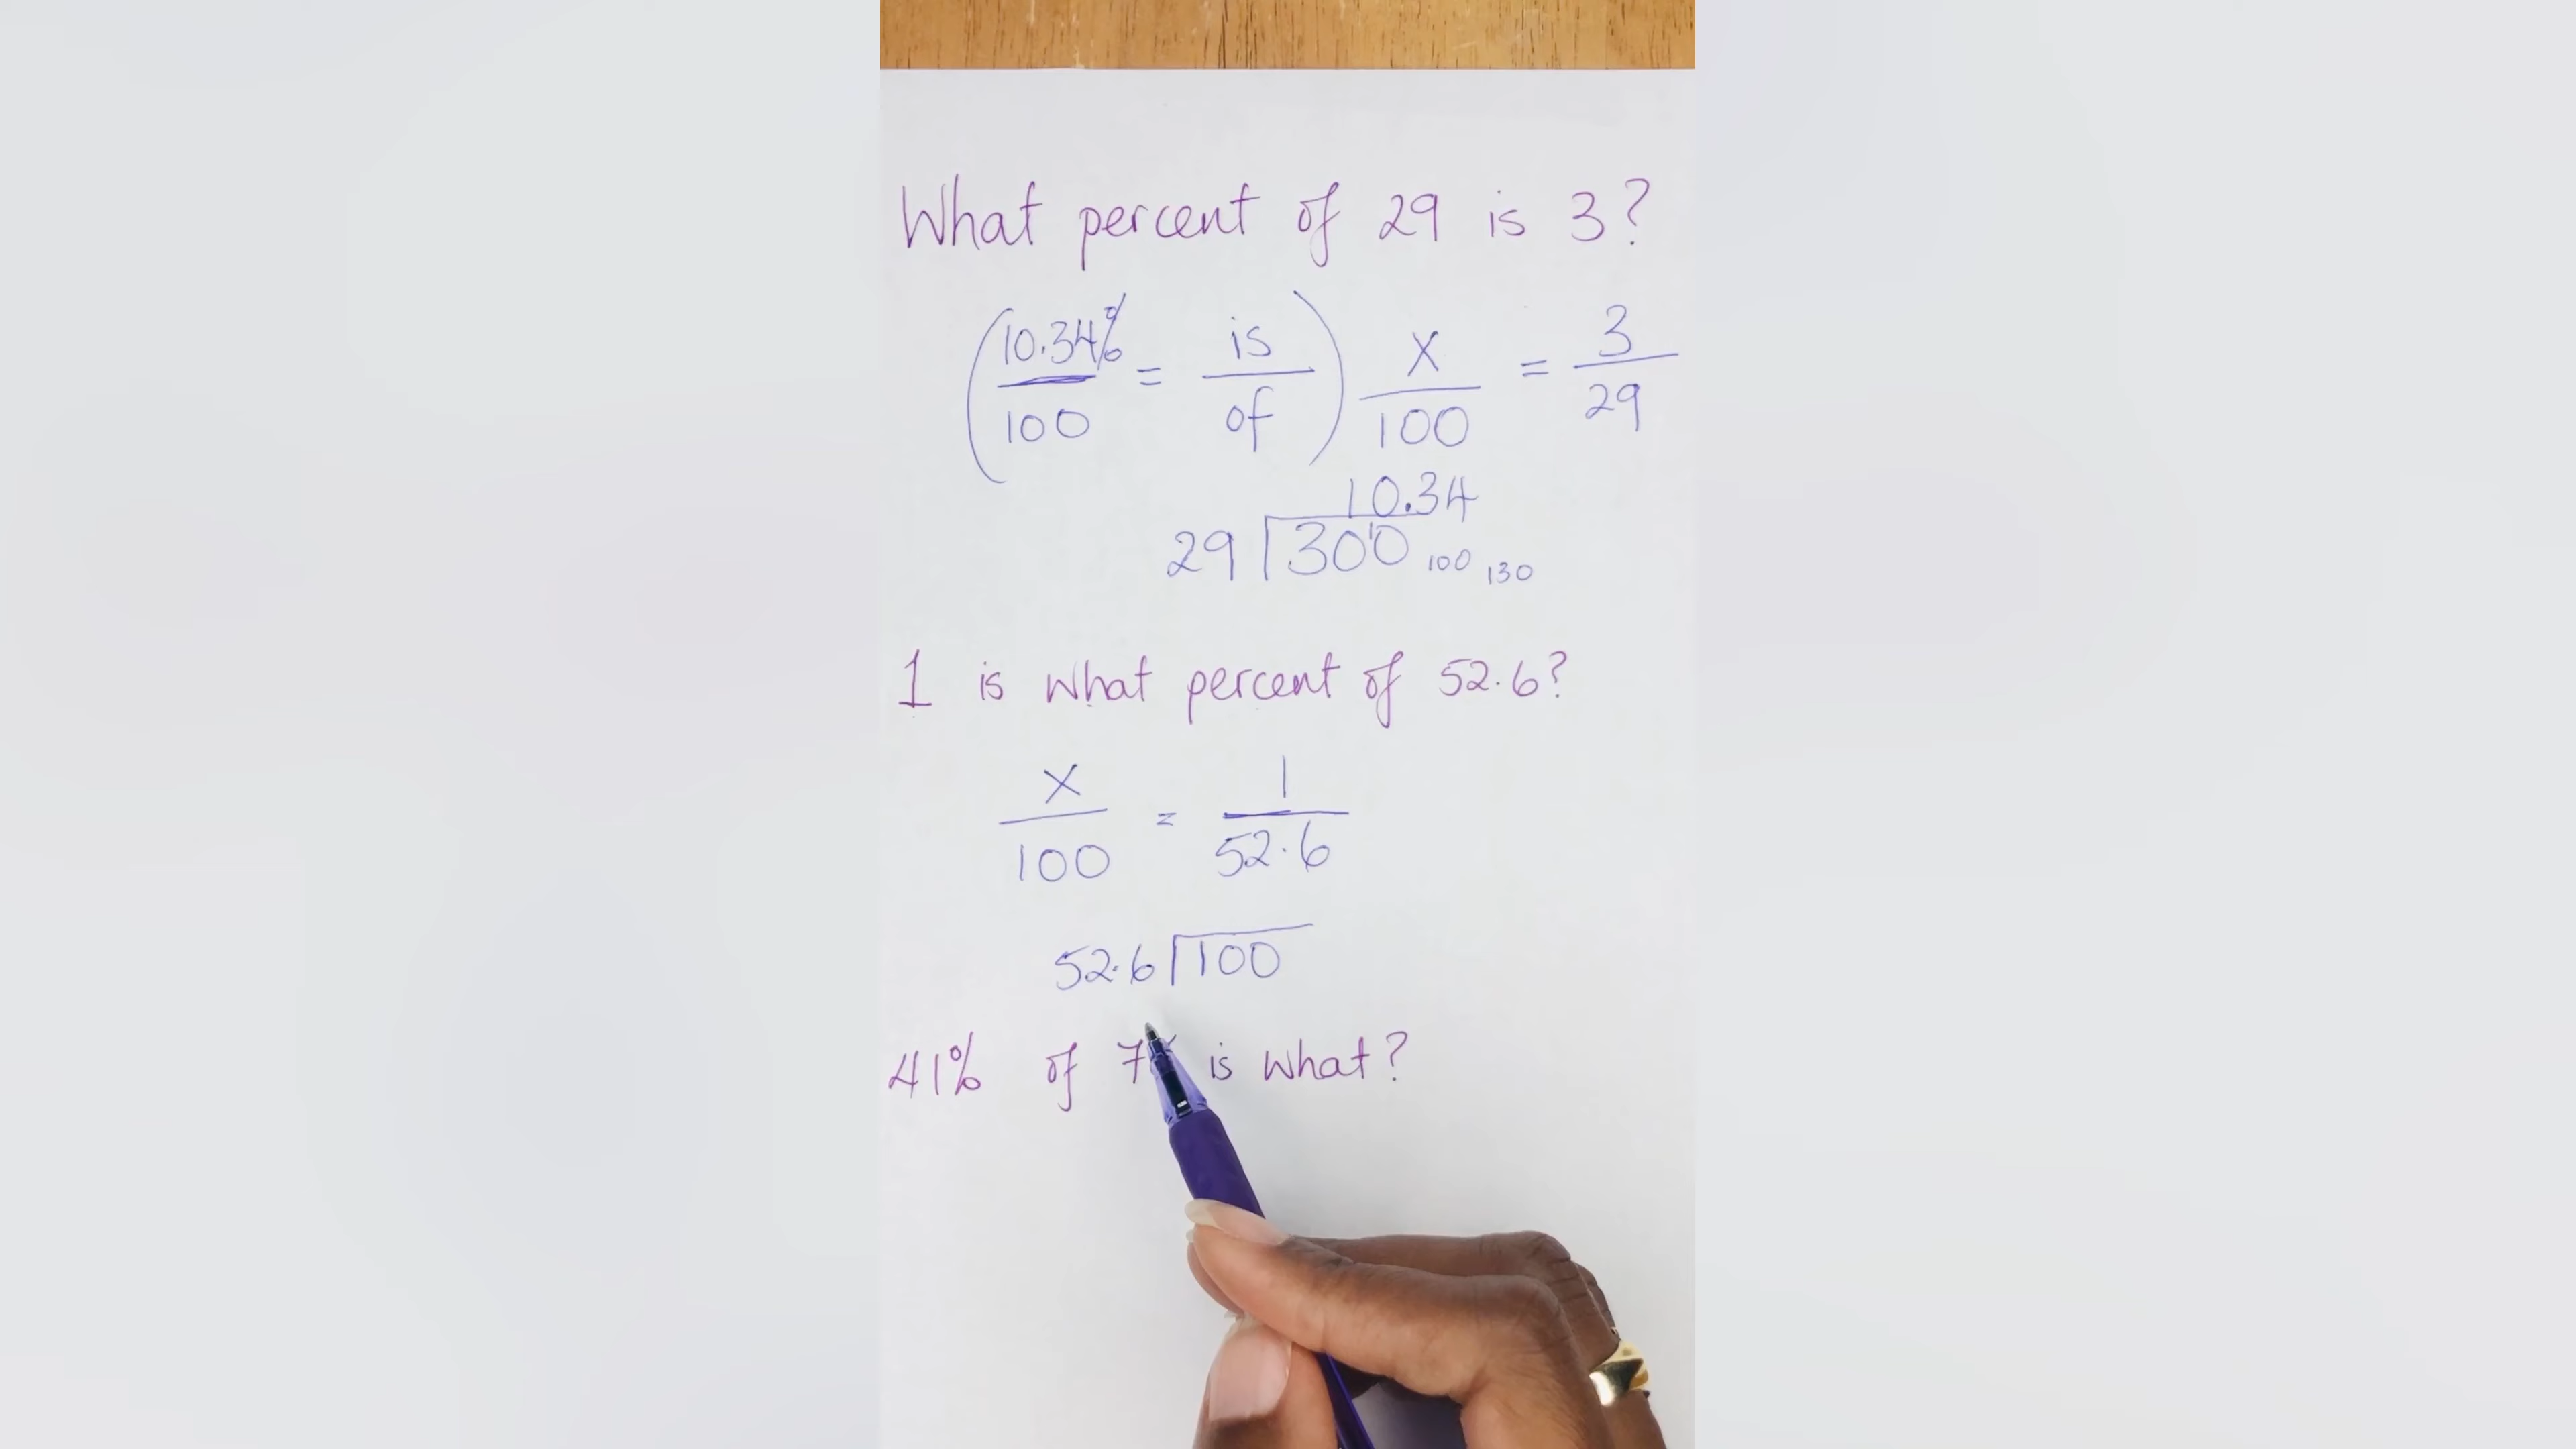 What percent of 29 is 3?
(10.34%/100 = is/of) X/100 = 3/29
10.34
29 300 100 130
1 is what percent of 52.6?
X/100 = 1/52.6
52.6 100
41% of is what?